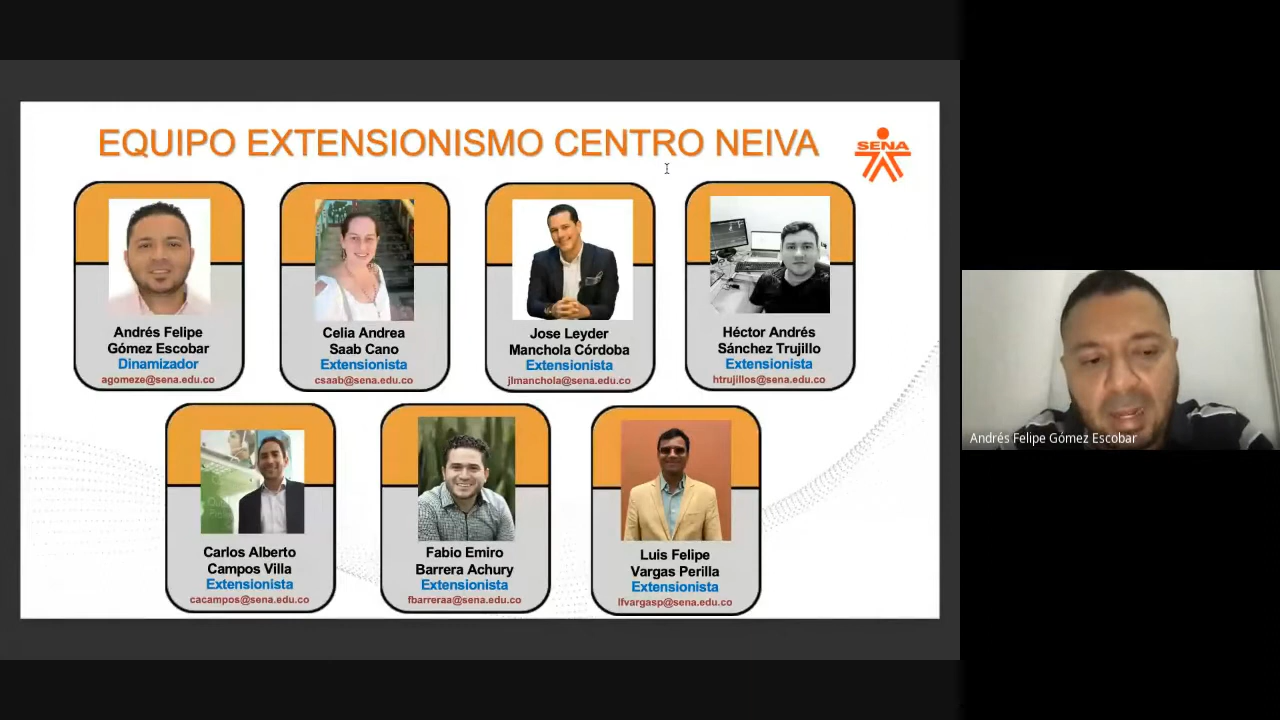 EQUIPO EXTENSIONISMO CENTRO NEIVA
SENA
Andrés Felipe
Gómez Escobar
Dinamizador
agomeze@sena.edu.co
Celia Andrea
Saab Cano
Extensionista
csaab@sena.edu.co
Jose Leyder
Manchola Córdoba
Extensionista
jlmanchola@sena.edu.co
Héctor Andrés
Sánchez Trujillo
Extensionista
htrujillos@sena.edu.co
Carlos Alberto
Campos Villa
Extensionista
cacampos@sena.edu.co
Fabio Emiro
Barrera Achury
Extensionista
fbarreraa@sena.edu.co
Luis Felipe
Vargas Perilla
Extensionista
lfvargasp@sena.edu.co
Andrés Felipe Gómez Escobar